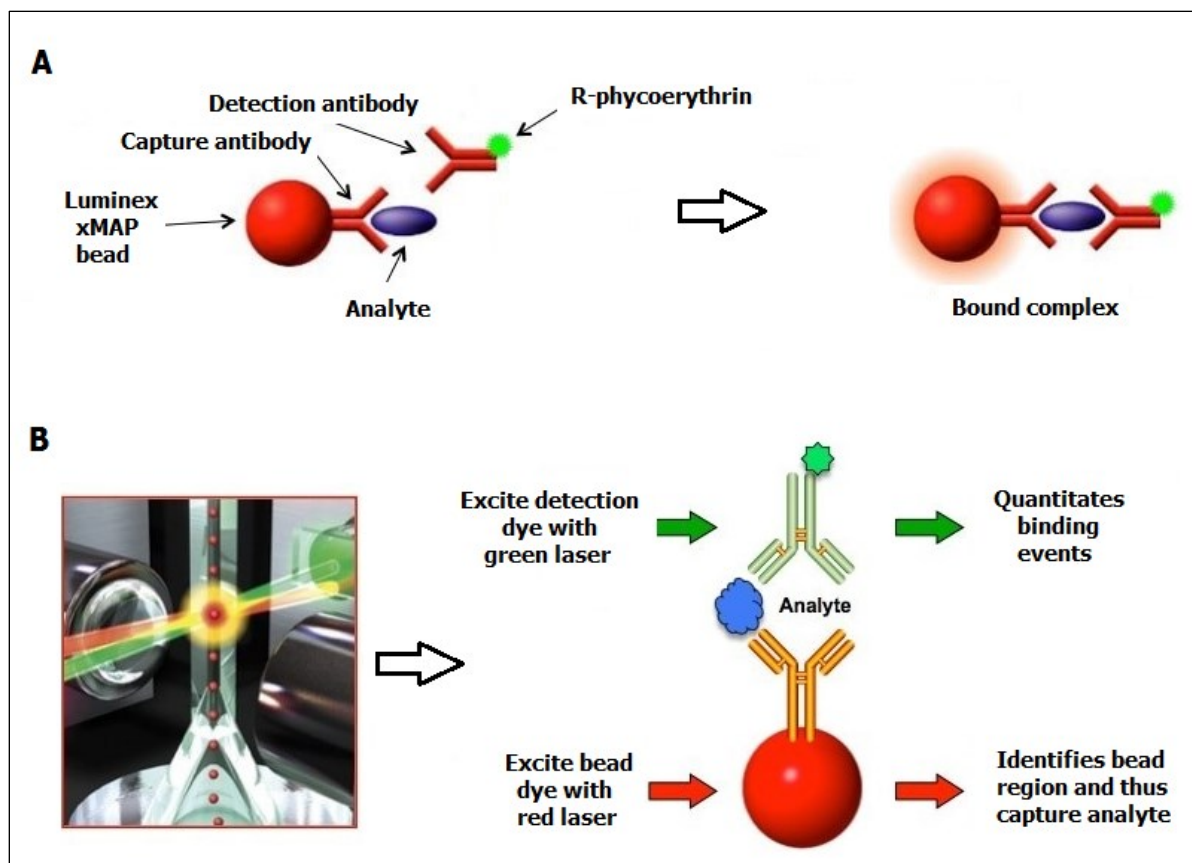 A
Detection antibody
R-phycoerythrin
Capture antibody
Luminex
xMAP
bead
Analyte
Bound complex
B
Excite detection
dye with
green laser
Quantitates
binding
events
Analyte
Excite bead
dye with
red laser
Identifies bead
region and thus
capture analyte